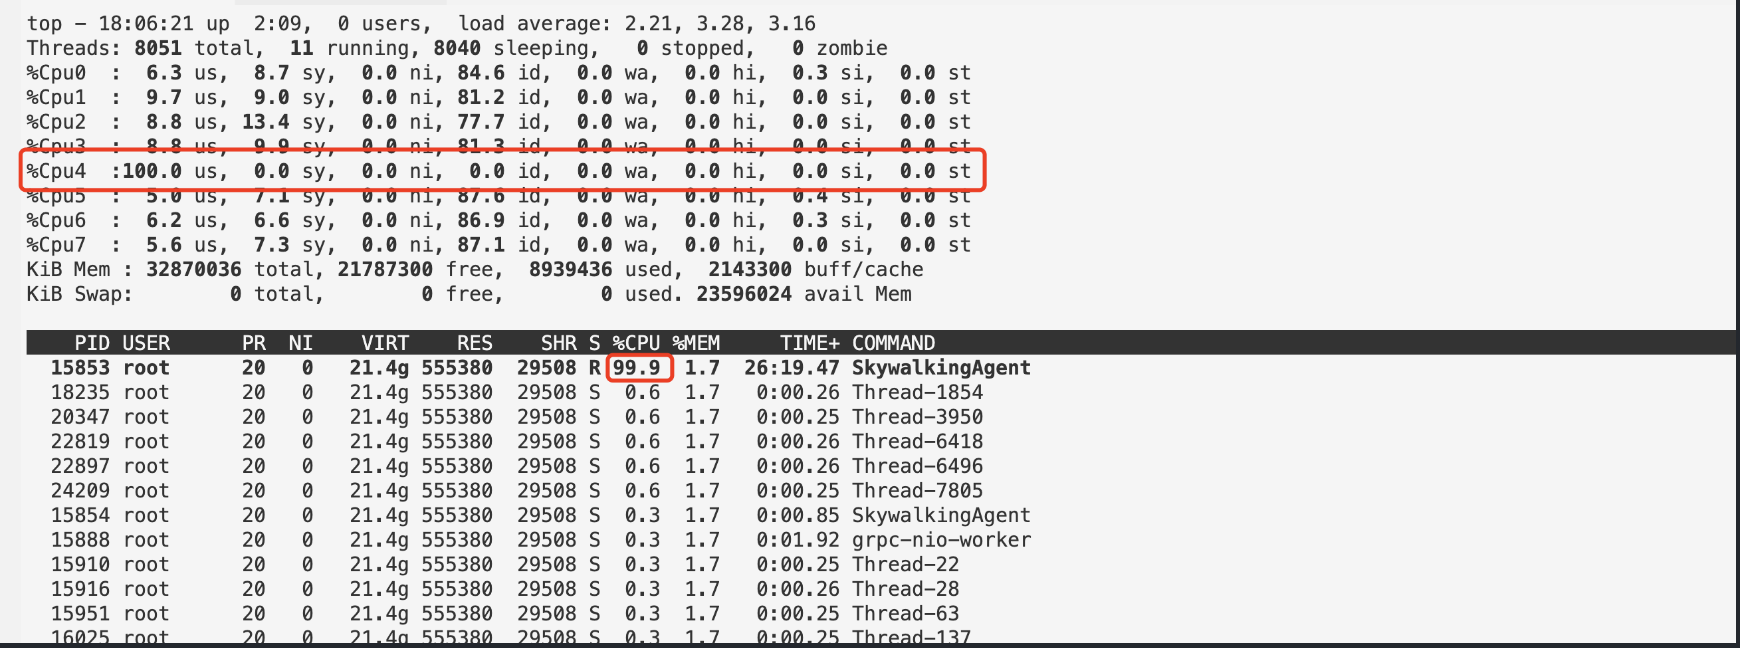 top - 18:06:21 up  2:09,  0 users,  load average: 2.21, 3.28, 3.16
Threads: 8051 total,  11 running, 8040 sleeping,   0 stopped,   0 zombie
%Cpu0  :  6.3 us,  8.7 sy,  0.0 ni, 84.6 id,  0.0 wa,  0.0 hi,  0.3 si,  0.0 st
%Cpu1  :  9.7 us,  9.0 sy,  0.0 ni, 81.2 id,  0.0 wa,  0.0 hi,  0.0 si,  0.0 st
%Cpu2  :  8.8 us, 13.4 sy,  0.0 ni, 77.7 id,  0.0 wa,  0.0 hi,  0.0 si,  0.0 st
%Cpu3  :  8.8 us,  9.9 sy,  0.0 ni, 81.3 id,  0.0 wa,  0.0 hi,  0.0 si,  0.0 st
%Cpu4  :100.0 us,  0.0 sy,  0.0 ni,  0.0 id,  0.0 wa,  0.0 hi,  0.0 si,  0.0 st
%Cpu5  :  5.0 us,  7.1 sy,  0.0 ni, 87.6 id,  0.0 wa,  0.0 hi,  0.4 si,  0.0 st
%Cpu6  :  6.2 us,  6.6 sy,  0.0 ni, 86.9 id,  0.0 wa,  0.0 hi,  0.3 si,  0.0 st
%Cpu7  :  5.6 us,  7.3 sy,  0.0 ni, 87.1 id,  0.0 wa,  0.0 hi,  0.0 si,  0.0 st
KiB Mem : 32870036 total, 21787300 free,  8939436 used,  2143300 buff/cache
KiB Swap:        0 total,        0 free,        0 used. 23596024 avail Mem
PID USER      PR  NI    VIRT    RES    SHR S %CPU %MEM     TIME+ COMMAND
15853 root      20   0   21.4g 555380  29508 R 99.9  1.7  26:19.47 SkywalkingAgent
18235 root      20   0   21.4g 555380  29508 S  0.6  1.7   0:00.26 Thread-1854
20347 root      20   0   21.4g 555380  29508 S  0.6  1.7   0:00.25 Thread-3950
22819 root      20   0   21.4g 555380  29508 S  0.6  1.7   0:00.26 Thread-6418
22897 root      20   0   21.4g 555380  29508 S  0.6  1.7   0:00.26 Thread-6496
24209 root      20   0   21.4g 555380  29508 S  0.6  1.7   0:00.25 Thread-7805
15854 root      20   0   21.4g 555380  29508 S  0.3  1.7   0:00.85 SkywalkingAgent
15888 root      20   0   21.4g 555380  29508 S  0.3  1.7   0:01.92 grpc-nio-worker
15910 root      20   0   21.4g 555380  29508 S  0.3  1.7   0:00.25 Thread-22
15916 root      20   0   21.4g 555380  29508 S  0.3  1.7   0:00.26 Thread-28
15951 root      20   0   21.4g 555380  29508 S  0.3  1.7   0:00.25 Thread-63
16025 root      20   0   21.4g 555380  29508 S  0.3  1.7   0:00.25 Thread-137